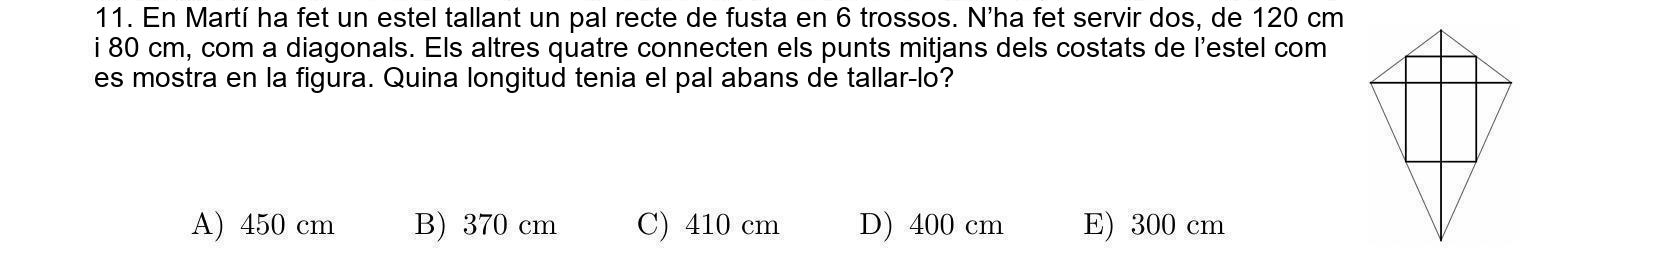 11. En Martí ha fet un estel tallant un pal recte de fusta en 6 trossos. N’ha fet servir dos, de 120 cm
i 80 cm, com a diagonals. Els altres quatre connecten els punts mitjans dels costats de l’estel com
es mostra en la figura. Quina longitud tenia el pal abans de tallar-lo?
A) 450 cm B) 370 cm C) 410 cm D) 400 cm E) 300 cm